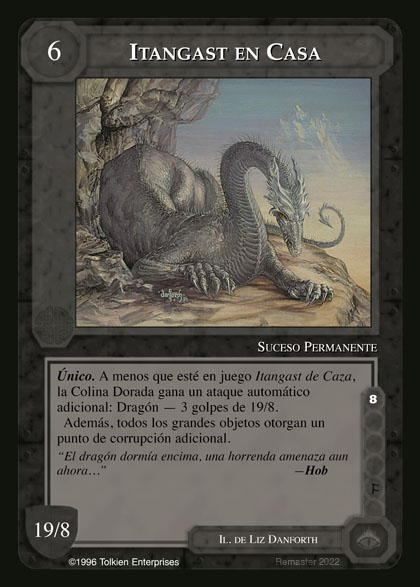 6
ITANGAST EN CASA
danforth
SUCESO PERMANENTE
Único. A menos que esté en juego Itangast de Caza,
la Colina Dorada gana un ataque automático
adicional: Dragón — 3 golpes de 19/8.
Además, todos los grandes objetos otorgan un
punto de corrupción adicional.
“El dragón dormía encima, una horrenda amenaza aun
ahora…” —Hob
8
F
19/8
IL. DE LIZ DANFORTH
©1996 Tolkien Enterprises
Remaster 2022